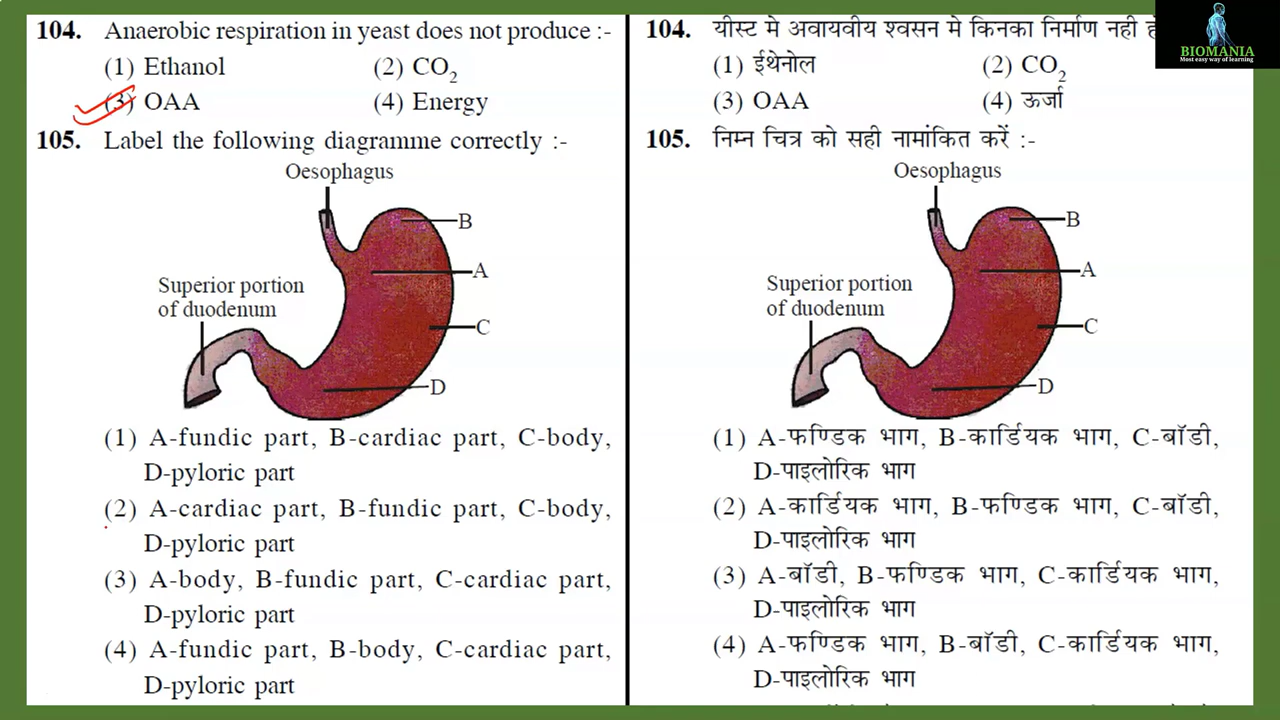 104. Anaerobic respiration in yeast does not produce :-
(1) Ethanol (2) CO2
(3) OAA (4) Energy
105. Label the following diagramme correctly :-
Oesophagus
B
A
Superior portion
of duodenum
C
D
(1) A-fundic part, B-cardiac part, C-body,
D-pyloric part
(2) A-cardiac part, B-fundic part, C-body,
D-pyloric part
(3) A-body, B-fundic part, C-cardiac part,
D-pyloric part
(4) A-fundic part, B-body, C-cardiac part,
D-pyloric part
104. यीस्ट मे अवायवीय श्वसन मे किनका निर्माण नही
(1) ईथेनोल (2) CO2
(3) OAA (4) ऊर्जा
105. निम्न चित्र को सही नामांकित करें :-
Oesophagus
B
A
Superior portion
of duodenum
C
D
(1) A-फण्डिक भाग, B-कार्डियक भाग, C-बॉडी,
D-पाइलोरिक भाग
(2) A-कार्डियक भाग, B-फण्डिक भाग, C-बॉडी,
D-पाइलोरिक भाग
(3) A-बॉडी, B-फण्डिक भाग, C-कार्डियक भाग,
D-पाइलोरिक भाग
(4) A-फण्डिक भाग, B-बॉडी, C-कार्डियक भाग,
D-पाइलोरिक भाग
BIOMANIA
Most easy way of learning